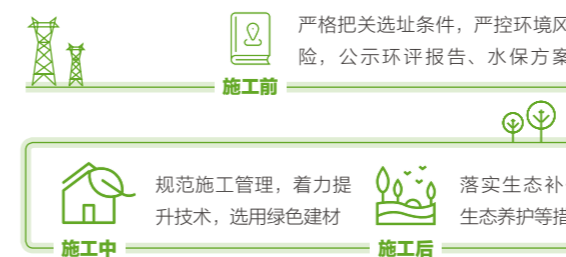 严格把关选址条件，严控环境风
险，公示环评报告、水保方案
施工前
规范施工管理，着力提
升技术，选用绿色建材
施工中
落实生态补
生态养护等措
施工后